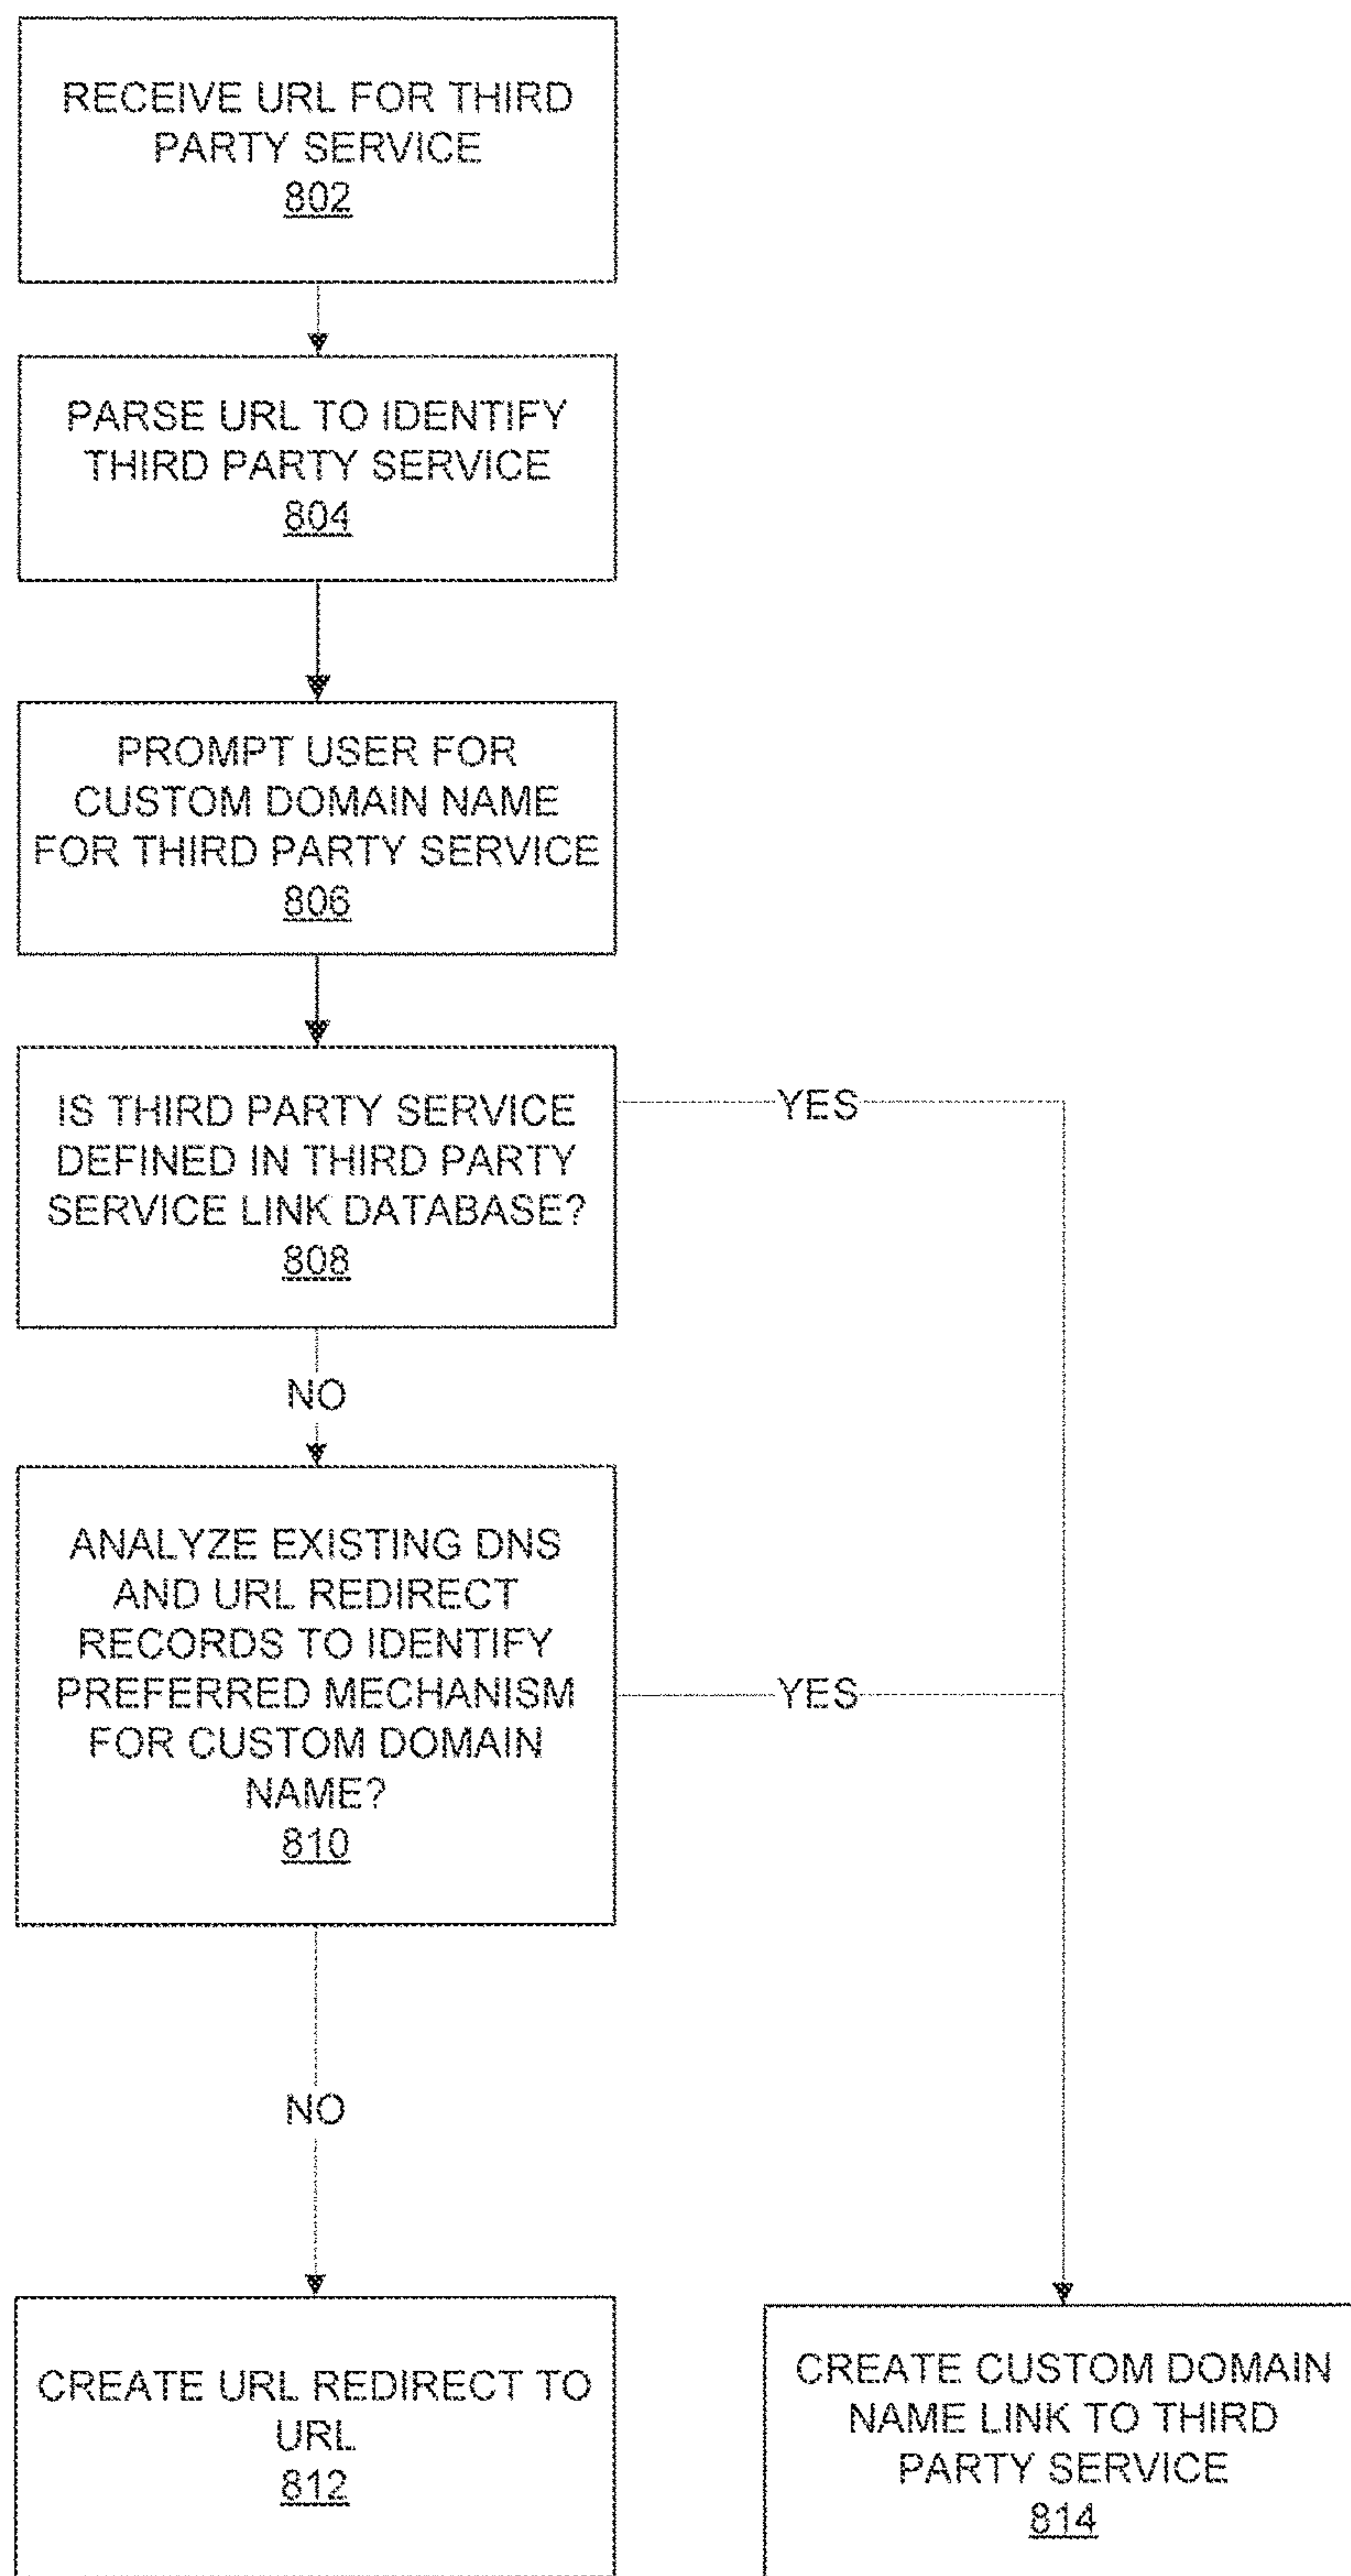 RECEIVE URL FOR THIRD
PARTY SERVICE
802
PARSE URL TO IDENTIFY
THIRD PARTY SERVICE
804
PROMPT USER FOR
CUSTOM DOMAIN NAME
FOR THIRD PARTY SERVICE
806
IS THIRD PARTY SERVICE
DEFINED IN THIRD PARTY
SERVICE LINK DATABASE?
808
YES
NO
ANALYZE EXISTING DNS
AND URL REDIRECT
RECORDS TO IDENTIFY
PREFERRED MECHANISM
FOR CUSTOM DOMAIN
NAME?
810
YES
NO
CREATE URL REDIRECT TO
URL
812
CREATE CUSTOM DOMAIN
NAME LINK TO THIRD
PARTY SERVICE
814